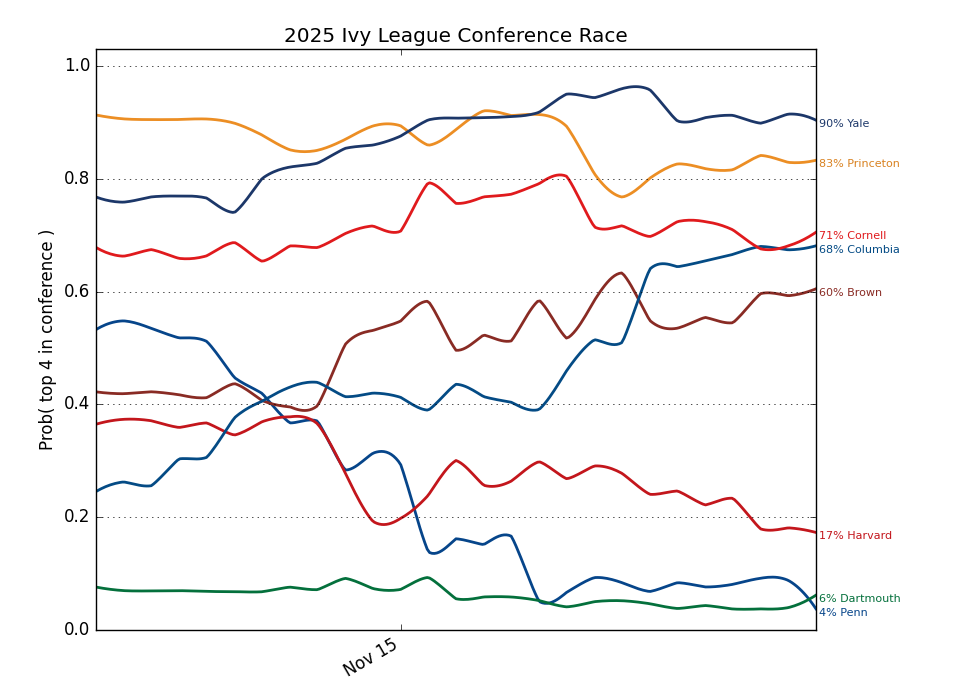 2025 Ivy League Conference Race
Prob( top 4 in conference )
1.0
0.8
0.6
0.4
0.2
0.0
Nov 15
90% Yale
83% Princeton
71% Cornell
68% Columbia
60% Brown
17% Harvard
6% Dartmouth
4% Penn